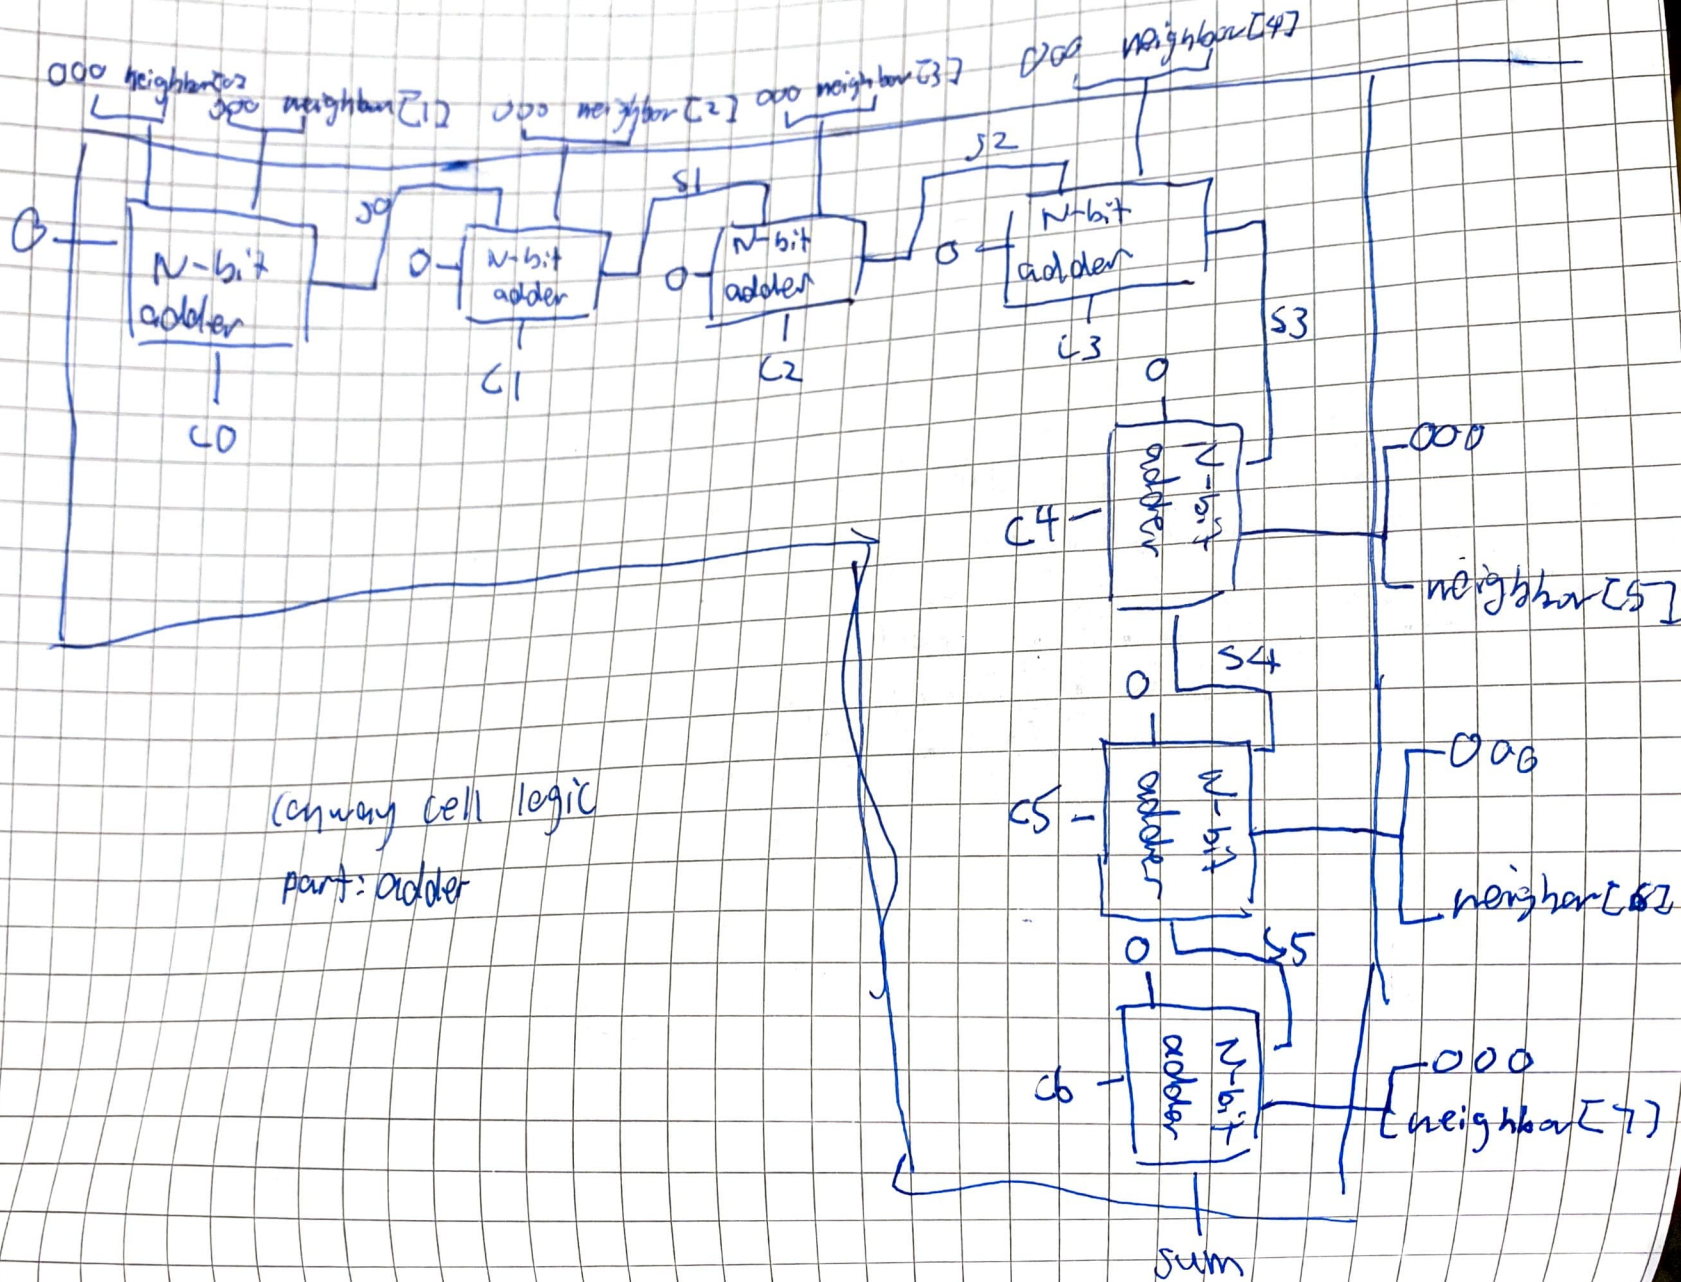 000 neighbor[0]
000 neighbor[1]
000 neighbor[2]
000 neighbor[3]
000 neighbor[4]
0
N-bit
adder
C0
S0
0
N-bit
adder
C1
S1
0
N-bit
adder
C2
S2
0
N-bit
adder
C3
S3
0
N-bit
adder
C4
000
neighbor[5]
S4
0
N-bit
adder
C5
000
neighbor[6]
S5
0
N-bit
adder
C6
000
neighbor[7]
sum
Conway cell logic
part: adder